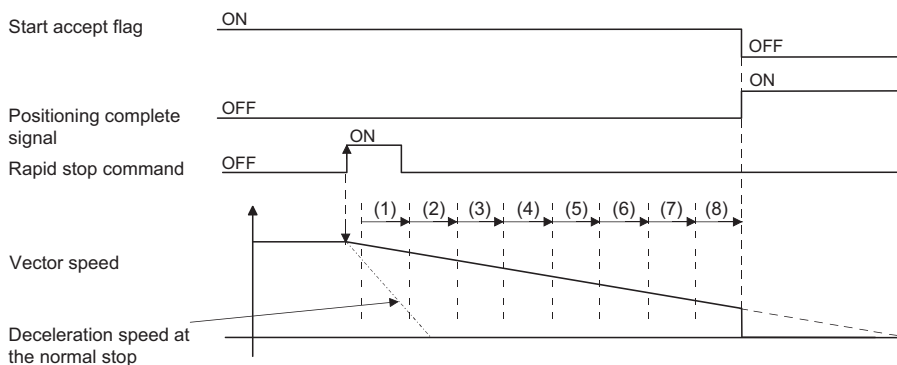 ON
Start accept flag
OFF
ON
OFF
Positioning complete
signal
ON
OFF
Rapid stop command
(1) (2) (3) (4) (5) (6) (7) (8)
Vector speed
Deceleration speed at
the normal stop